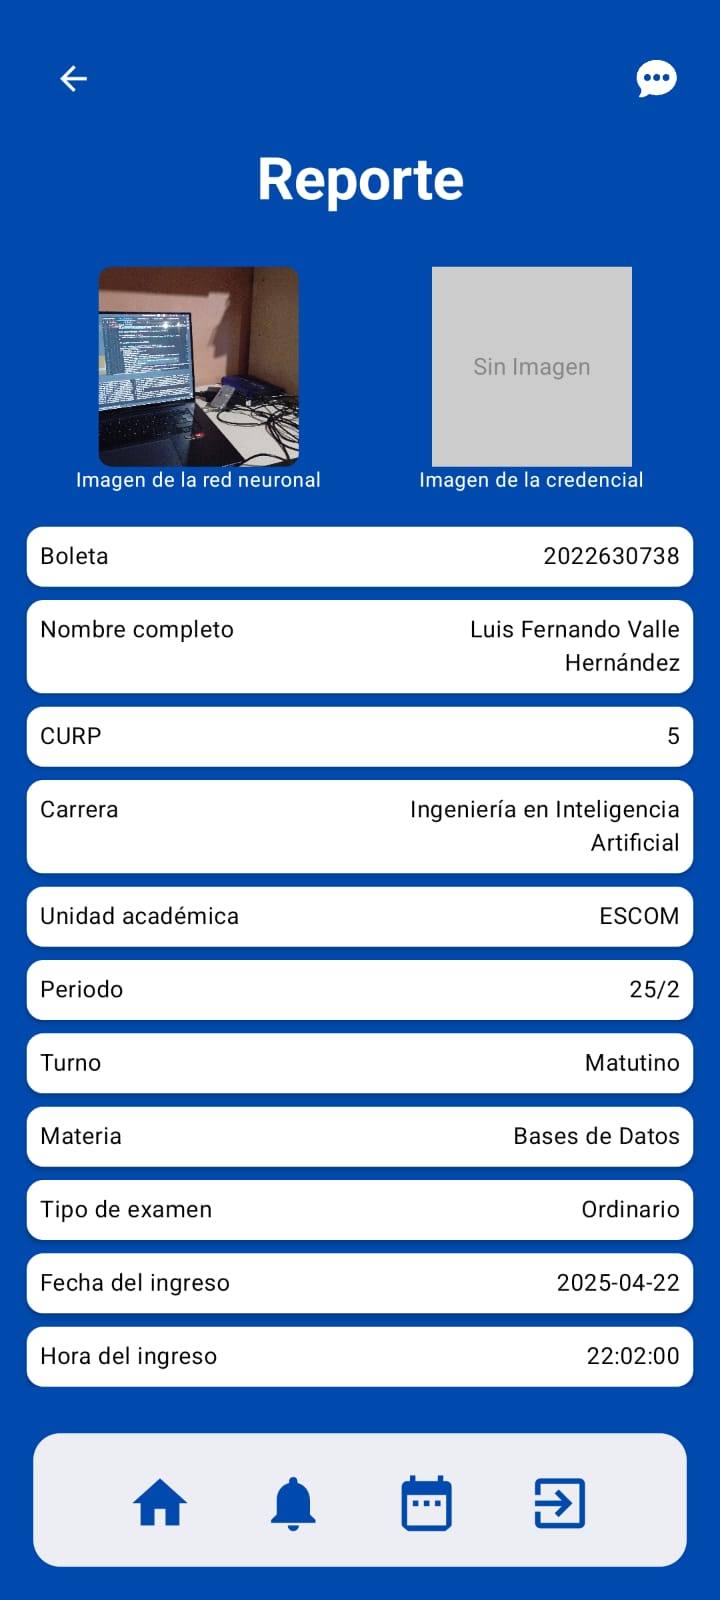 Reporte
Sin Imagen
Imagen de la red neuronal
Imagen de la credencial
Boleta 2022630738
Nombre completo Luis Fernando Valle
Hernández
CURP 5
Carrera Ingeniería en Inteligencia
Artificial
Unidad académica ESCOM
Periodo 25/2
Turno Matutino
Materia Bases de Datos
Tipo de examen Ordinario
Fecha del ingreso 2025-04-22
Hora del ingreso 22:02:00